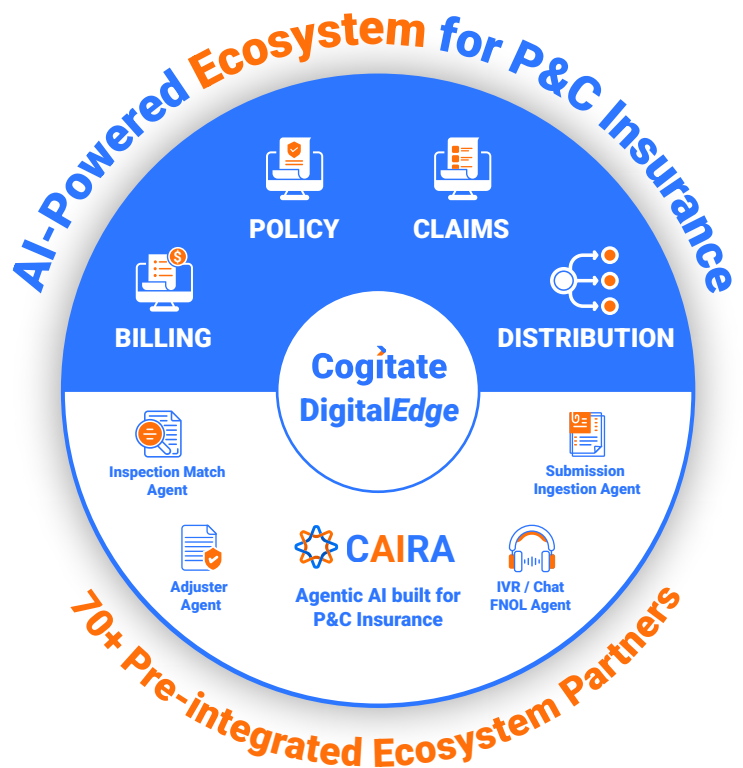 AI-Powered Ecosystem for P&C Insurance
POLICY
CLAIMS
BILLING
DISTRIBUTION
Cogitate
DigitalEdge
Inspection Match
Agent
Submission
Ingestion Agent
Adjuster
Agent
CAIRA
Agentic AI built for
P&C Insurance
IVR / Chat
FNOL Agent
70+ Pre-integrated Ecosystem Partners